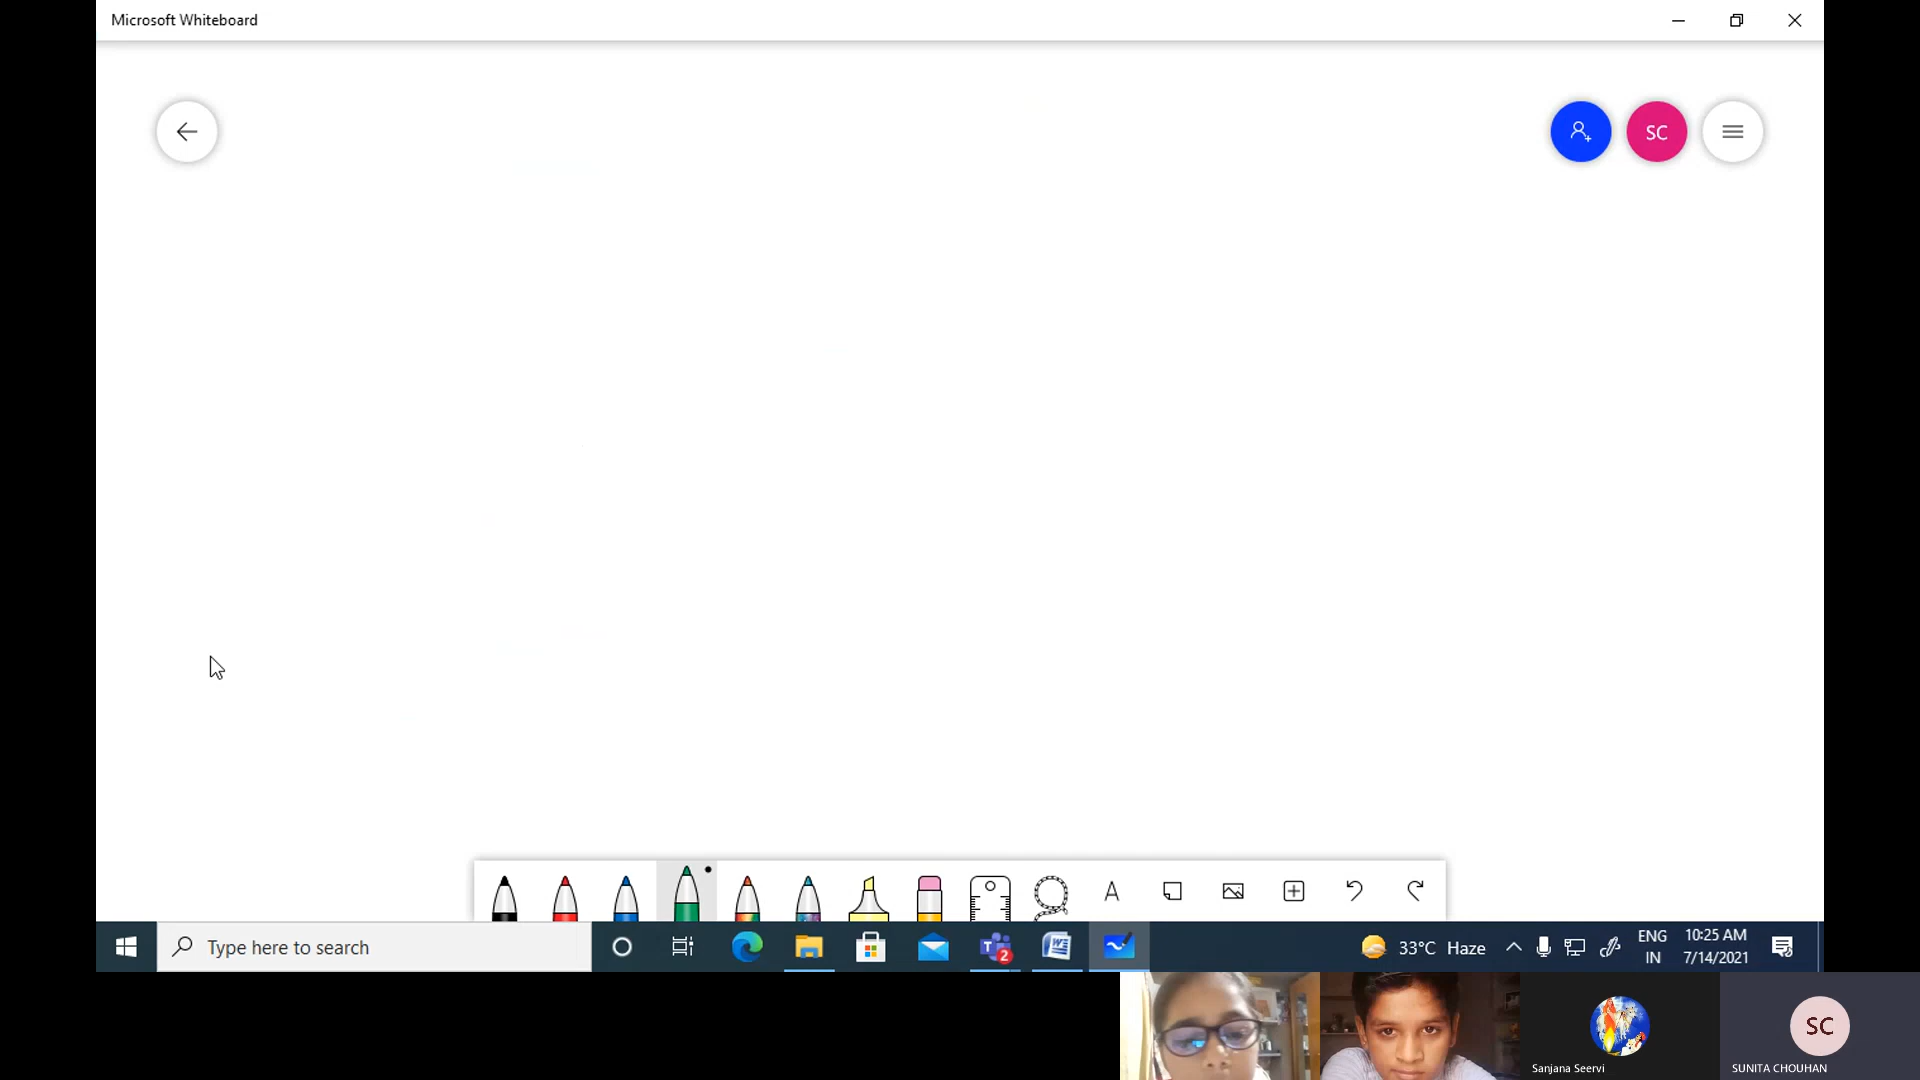 Microsoft Whiteboard
SC
A
Type here to search
2
33°C Haze
ENG
IN
10:25 AM
7/14/2021
Sanjana Seervi
SC
SUNITA CHOUHAN